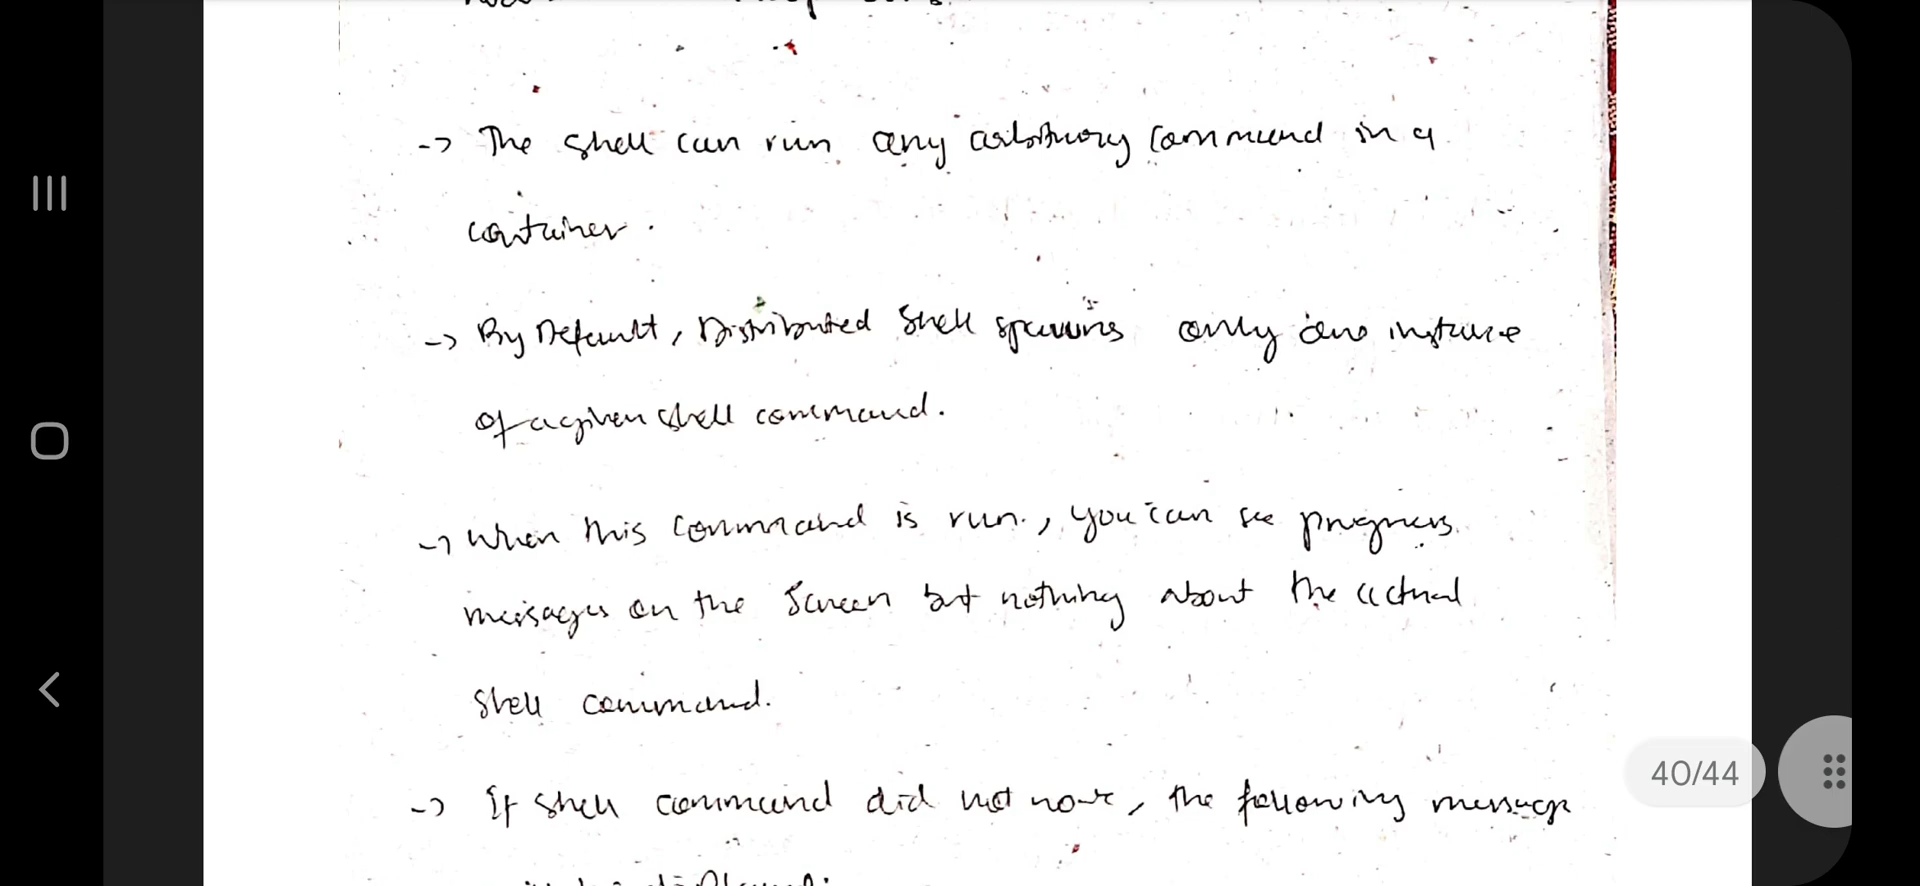 -> The shell can run any arbitrary command in a
container.
-> By Default, Distributed Shell spawns only one instance
of a given shell command.
-> When this command is run, you can see progress
messages on the screen but nothing about the actual
shell command.
-> If shell command did not work, the following message
40/44